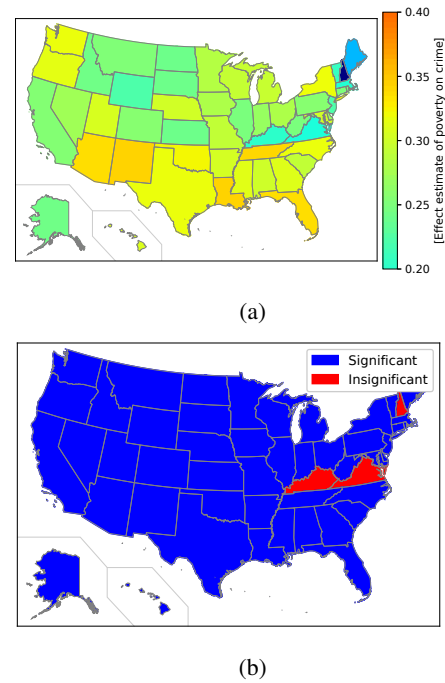 0.40
0.35
0.30
0.25
0.20
[Effect estimate of poverty on crime]
(a)
Significant
Insignificant
(b)